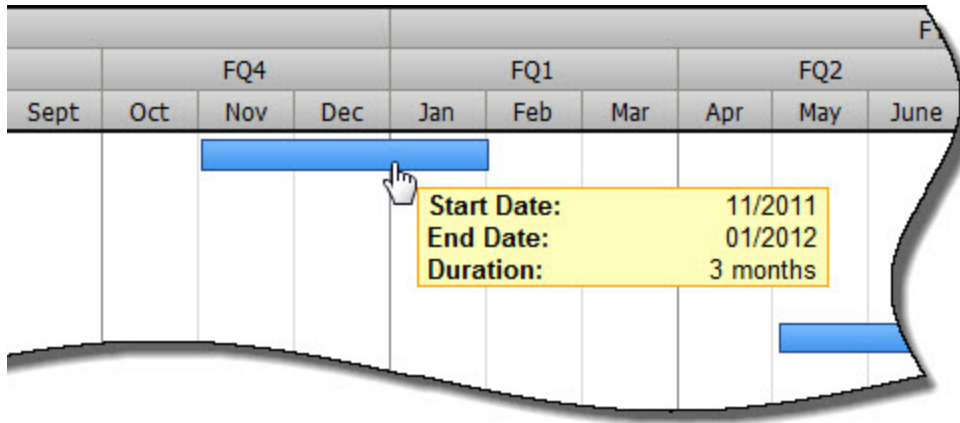 FY
FQ4 FQ1 FQ2
Sept Oct Nov Dec Jan Feb Mar Apr May June
Start Date: 11/2011
End Date: 01/2012
Duration: 3 months